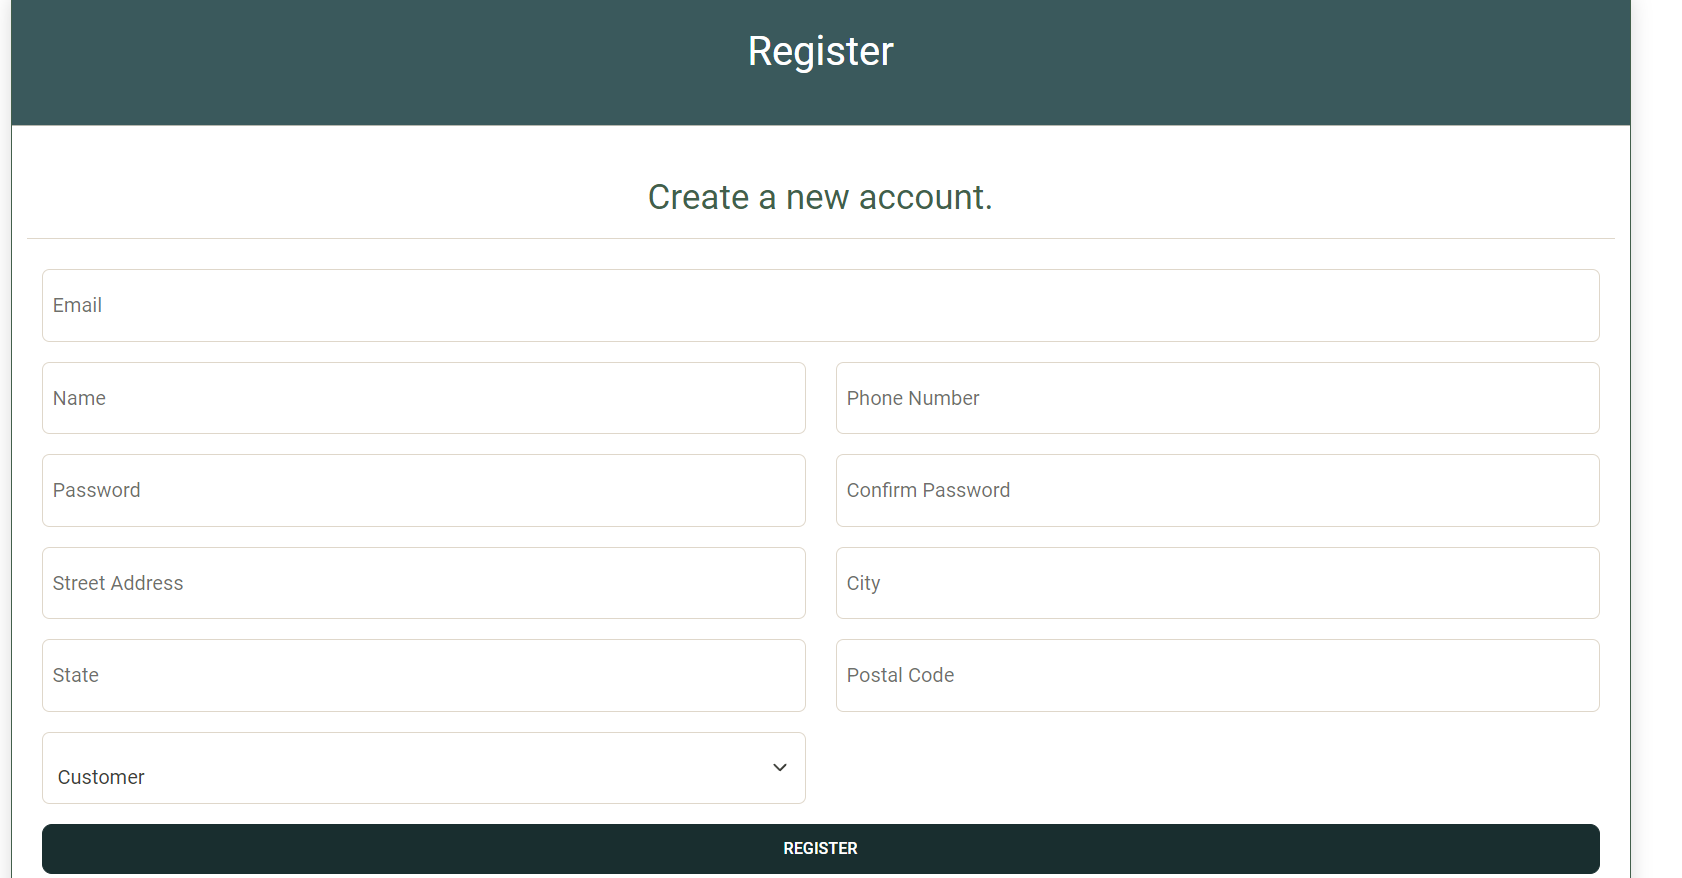 Register
Create a new account.
Email
Name
Phone Number
Password
Confirm Password
Street Address
City
State
Postal Code
Customer
REGISTER